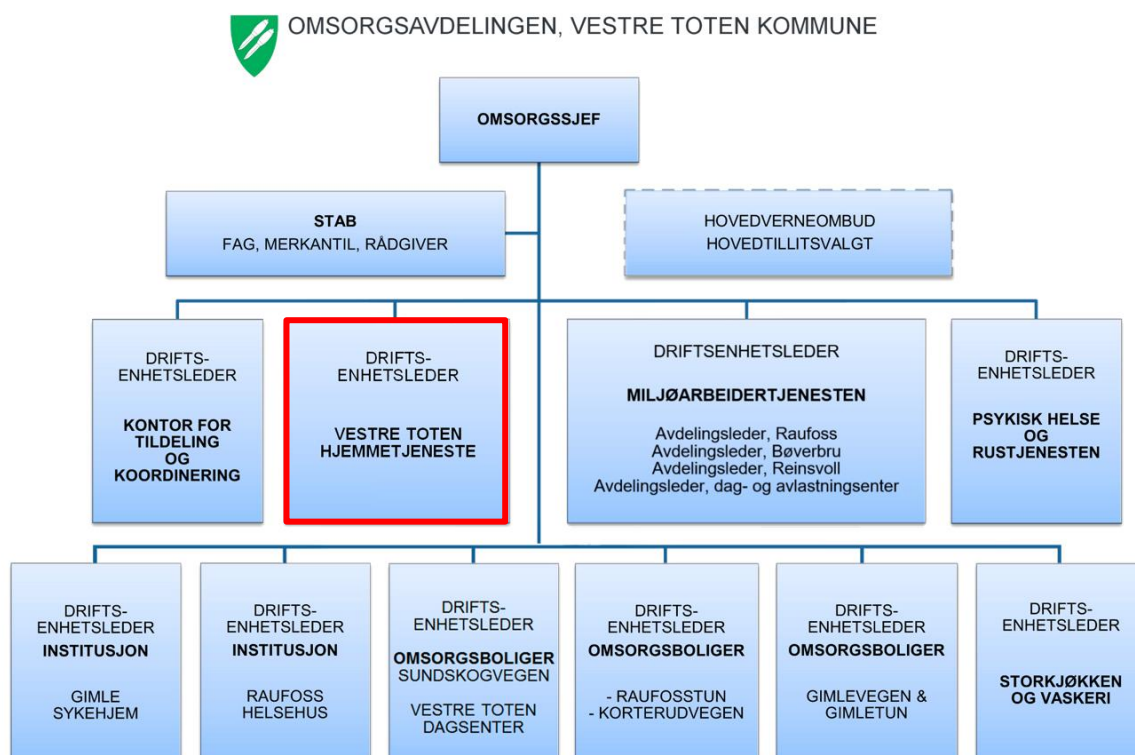 OMSORGSAVDELINGEN, VESTRE TOTEN KOMMUNE
OMSORGSSJEF
STAB
FAG, MERKANTIL, RÅDGIVER
HOVEDVERNEOMBUD
HOVEDTILLITSVALGT
DRIFTS-
ENHETSLEDER
KONTOR FOR
TILDELING
OG
KOORDINERING
DRIFTS-
ENHETSLEDER
VESTRE TOTEN
HJEMMETJENESTE
DRIFTSENHETSLEDER
MILJØARBEIDERTJENESTEN
Avdelingsleder, Raufoss
Avdelingsleder, Bøverbru
Avdelingsleder, Reinsvoll
Avdelingsleder, dag- og avlastningsenter
DRIFTS-
ENHETSLEDER
PSYKISK HELSE
OG
RUSTJENESTEN
DRIFTS-
ENHETSLEDER
INSTITUSJON
GIMLE
SYKEHJEM
DRIFTS-
ENHETSLEDER
INSTITUSJON
RAUFOSS
HELSEHUS
DRIFTS-
ENHETSLEDER
OMSORGSBOLIGER
SUNDSKOGVEGEN
VESTRE TOTEN
DAGSENTER
DRIFTS-
ENHETSLEDER
OMSORGSBOLIGER
- RAUFOSSTUN
- KORTERUDVEGEN
DRIFTS-
ENHETSLEDER
OMSORGSBOLIGER
GIMLEVEGEN &
GIMLETUN
DRIFTS-
ENHETSLEDER
STORKJØKKEN
OG VASKERI